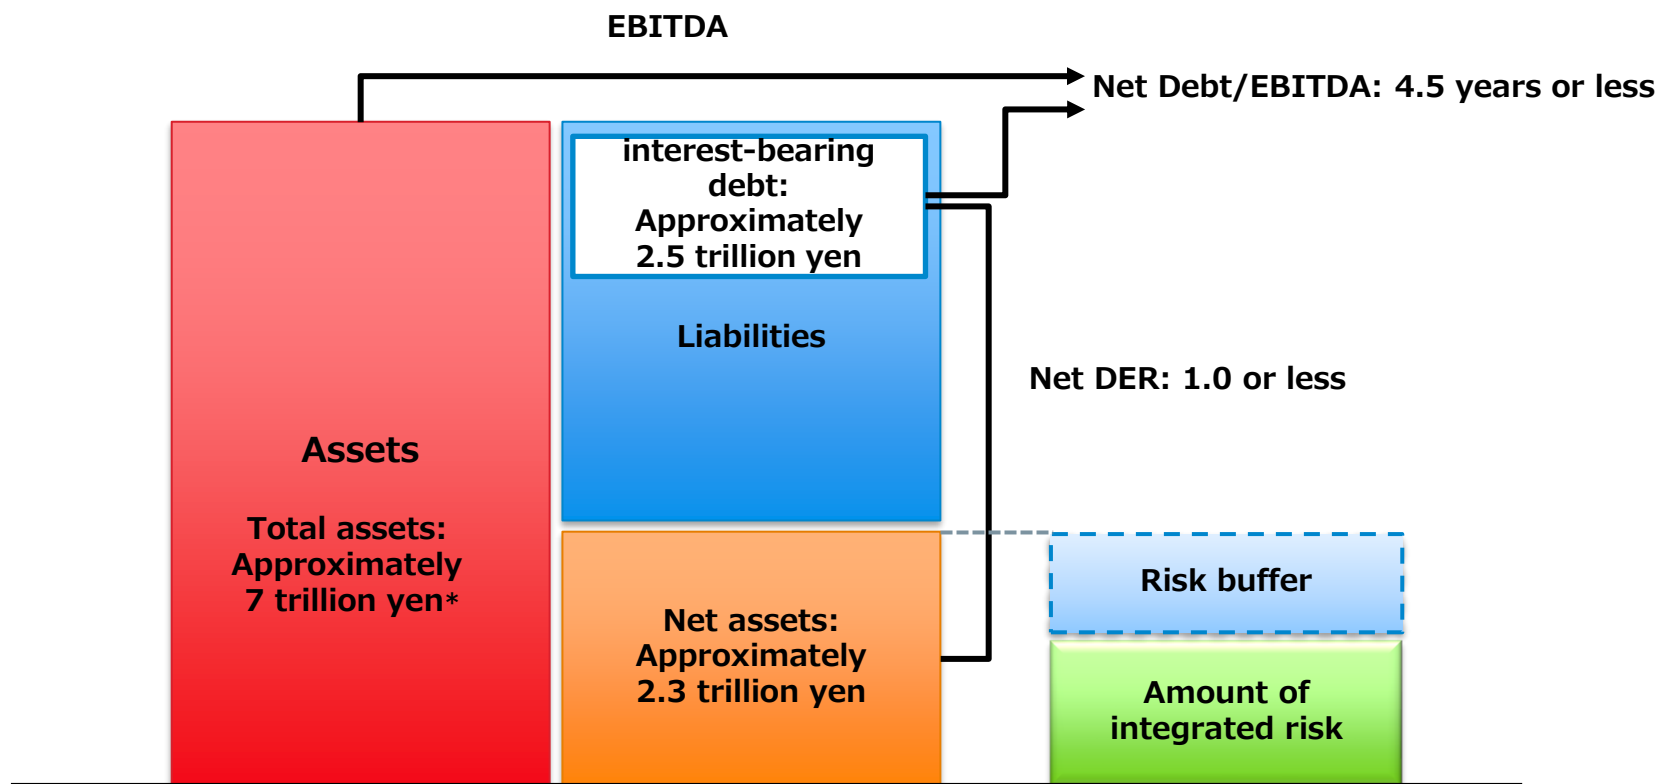 EBITDA
Net Debt/EBITDA: 4.5 years or less
interest-bearing
debt:
Approximately
2.5 trillion yen
Liabilities
Net DER: 1.0 or less
Assets
Total assets:
Approximately
7 trillion yen*
Net assets:
Approximately
2.3 trillion yen
Risk buffer
Amount of
integrated risk